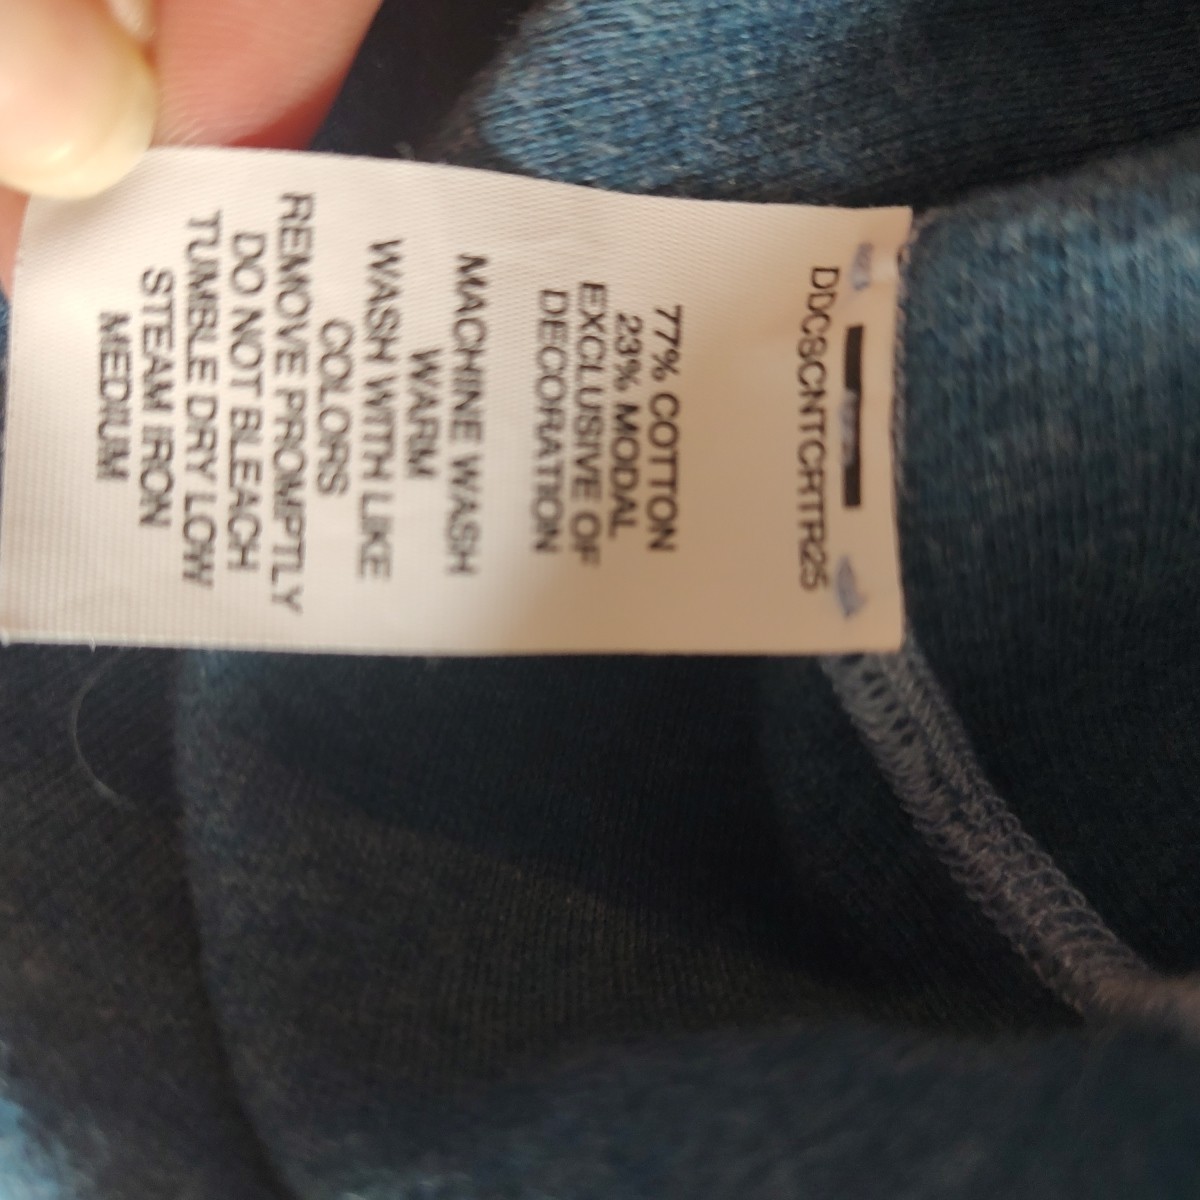 DDCSCNTCRTR25
77% COTTON
23% MODAL
EXCLUSIVE OF
DECORATION
MACHINE WASH
WARM
WASH WITH LIKE
COLORS
REMOVE PROMPTLY
DO NOT BLEACH
TUMBLE DRY LOW
STEAM IRON
MEDIUM